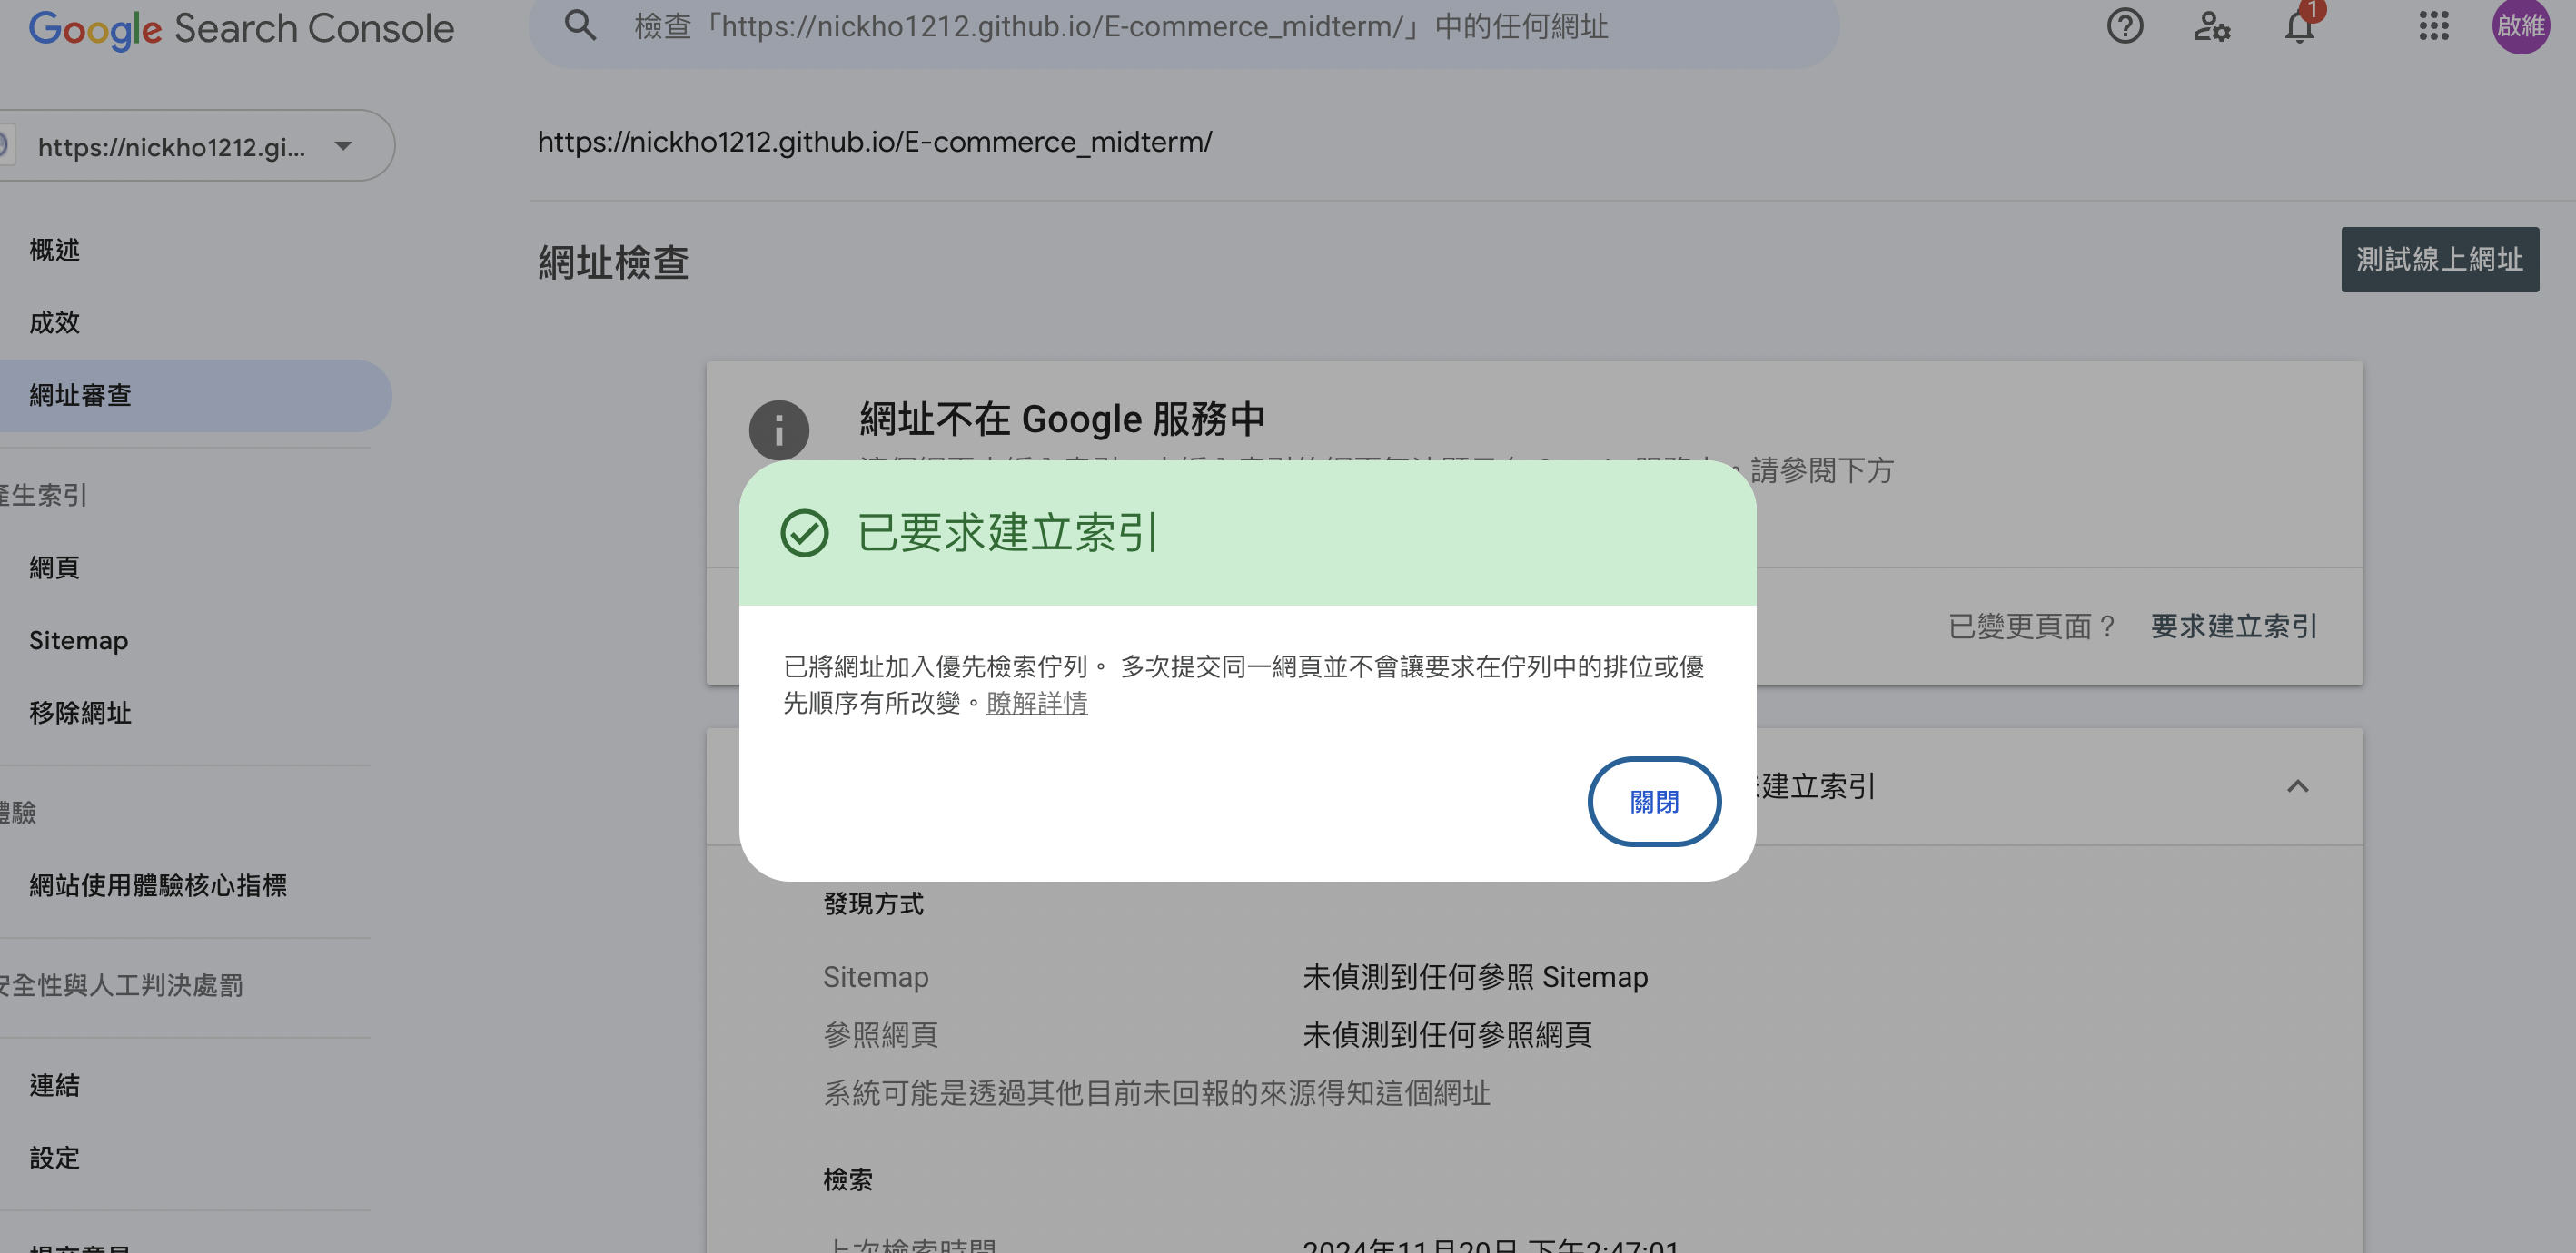 Google Search Console
檢查「https://nickho1212.github.io/E-commerce_midterm/」中的任何網址
1
啟維
https://nickho1212.gi...
https://nickho1212.github.io/E-commerce_midterm/
概述
成效
網址審查
產生索引
網頁
Sitemap
移除網址
體驗
網站使用體驗核心指標
安全性與人工判決處罰
連結
設定
提交意見
網址檢查
測試線上網址
網址不在 Google 服務中
請參閱下方
已變更頁面？ 要求建立索引
已要求建立索引
已將網址加入優先檢索佇列。 多次提交同一網頁並不會讓要求在佇列中的排位或優
先順序有所改變。瞭解詳情
關閉
建立索引
發現方式
Sitemap 未偵測到任何參照 Sitemap
參照網頁 未偵測到任何參照網頁
系統可能是透過其他目前未回報的來源得知這個網址
檢索
上次檢索時間 2024年11月20日 下午2:47:01